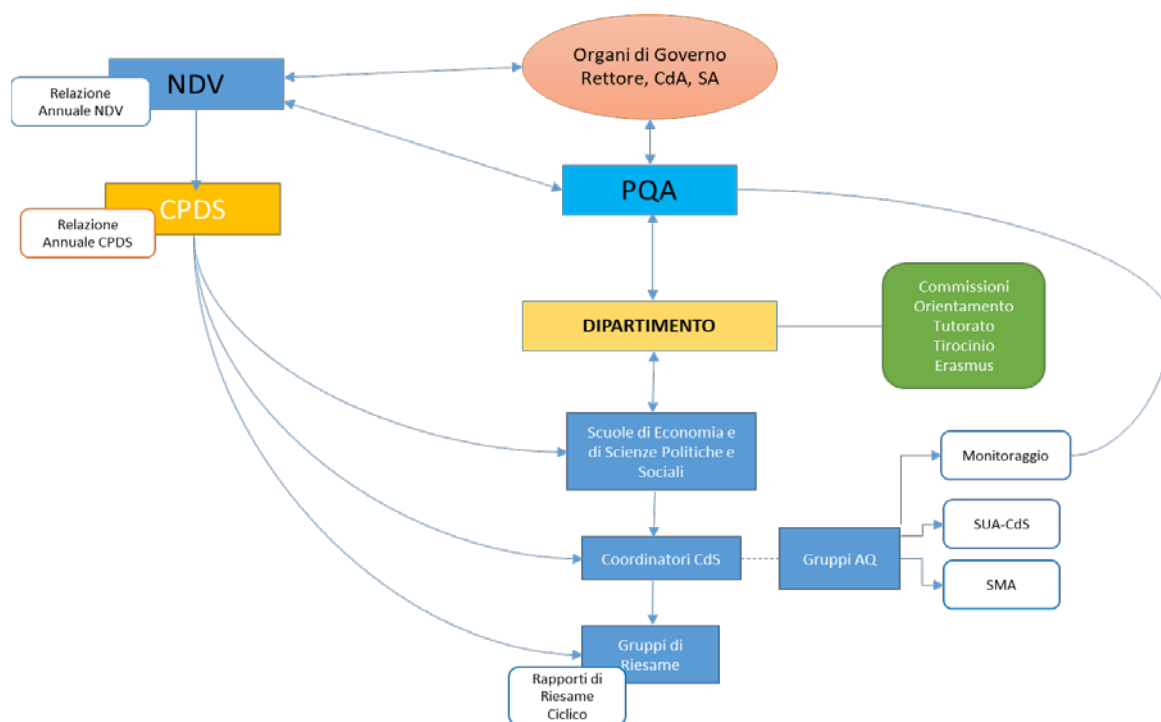 Organi di Governo
Rettore, CdA, SA
NDV
Relazione
Annuale NDV
PQA
CPDS
Relazione
Annuale CPDS
Commissioni
Orientamento
Tutorato
Tirocinio
Erasmus
DIPARTIMENTO
Scuole di Economia e
di Scienze Politiche e
Sociali
Monitoraggio
SUA-CdS
Coordinatori CdS
Gruppi AQ
SMA
Gruppi di
Riesame
Rapporti di
Riesame
Ciclico